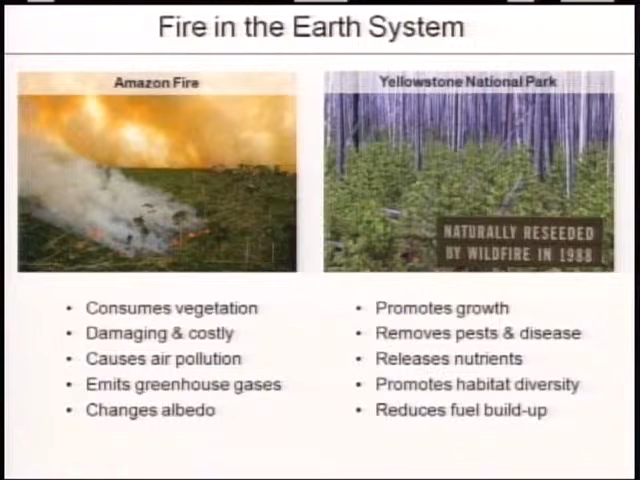 Fire in the Earth System
Amazon Fire
Yellowstone National Park
NATURALLY RESEEDED
BY WILDFIRE IN 1988
• Consumes vegetation
• Damaging & costly
• Causes air pollution
• Emits greenhouse gases
• Changes albedo
• Promotes growth
• Removes pests & disease
• Releases nutrients
• Promotes habitat diversity
• Reduces fuel build-up